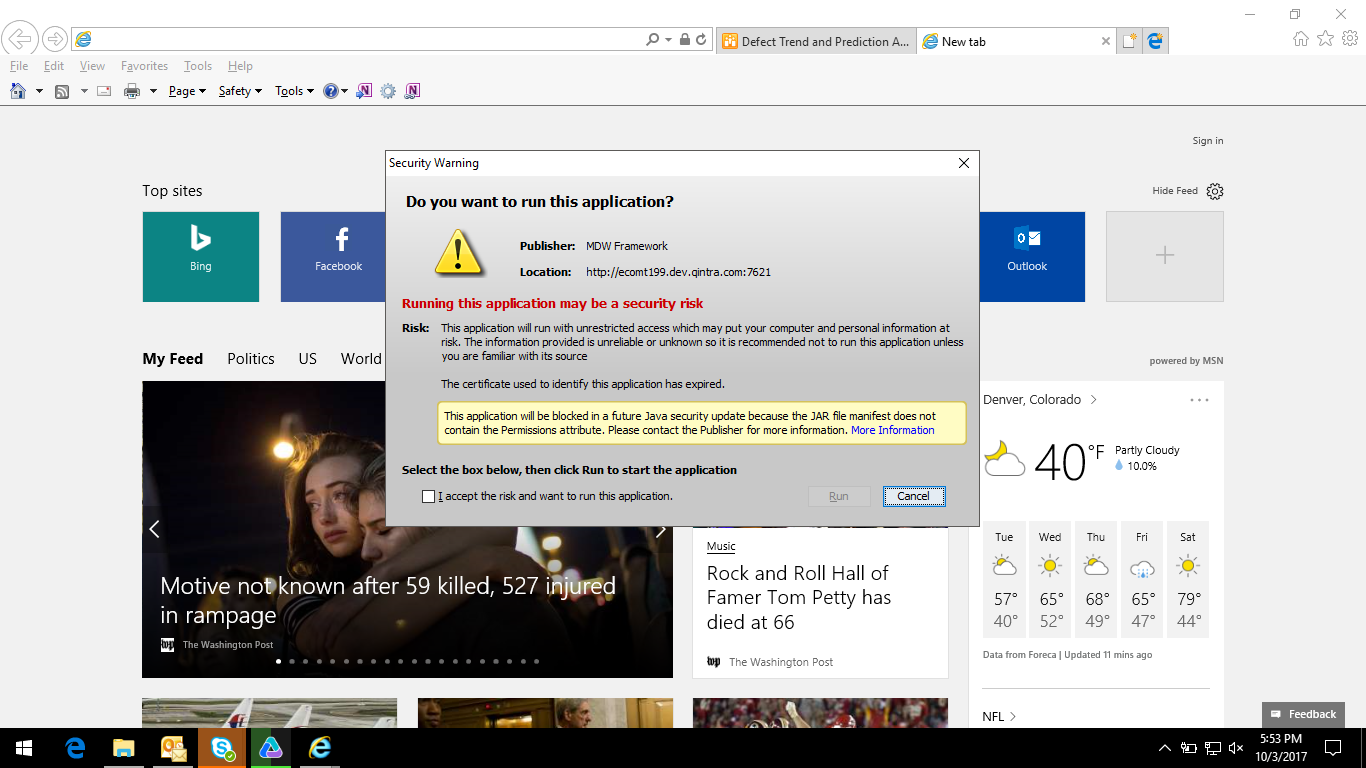 Defect Trend and Prediction A...
New tab
File Edit View Favorites Tools Help
Page Safety Tools
Sign in
Security Warning
Top sites
Hide Feed
Do you want to run this application?
Bing
Facebook
Outlook
Publisher: MDW Framework
Location: http://ecomt199.dev.qintra.com:7621
Running this application may be a security risk
Risk: This application will run with unrestricted access which may put your computer and personal information at
risk. The information provided is unreliable or unknown so it is recommended not to run this application unless
you are familiar with its source
The certificate used to identify this application has expired.
This application will be blocked in a future Java security update because the JAR file manifest does not
contain the Permissions attribute. Please contact the Publisher for more information. More Information
Select the box below, then click Run to start the application
I accept the risk and want to run this application.
Run Cancel
My Feed Politics US World
powered by MSN
Motive not known after 59 killed, 527 injured
in rampage
The Washington Post
Music
Rock and Roll Hall of
Famer Tom Petty has
died at 66
The Washington Post
Denver, Colorado
40°F
Partly Cloudy
10.0%
Tue Wed Thu Fri Sat
57° 65° 68° 65° 79°
40° 52° 49° 47° 44°
Data from Foreca | Updated 11 mins ago
NFL
Feedback
5:53 PM
10/3/2017